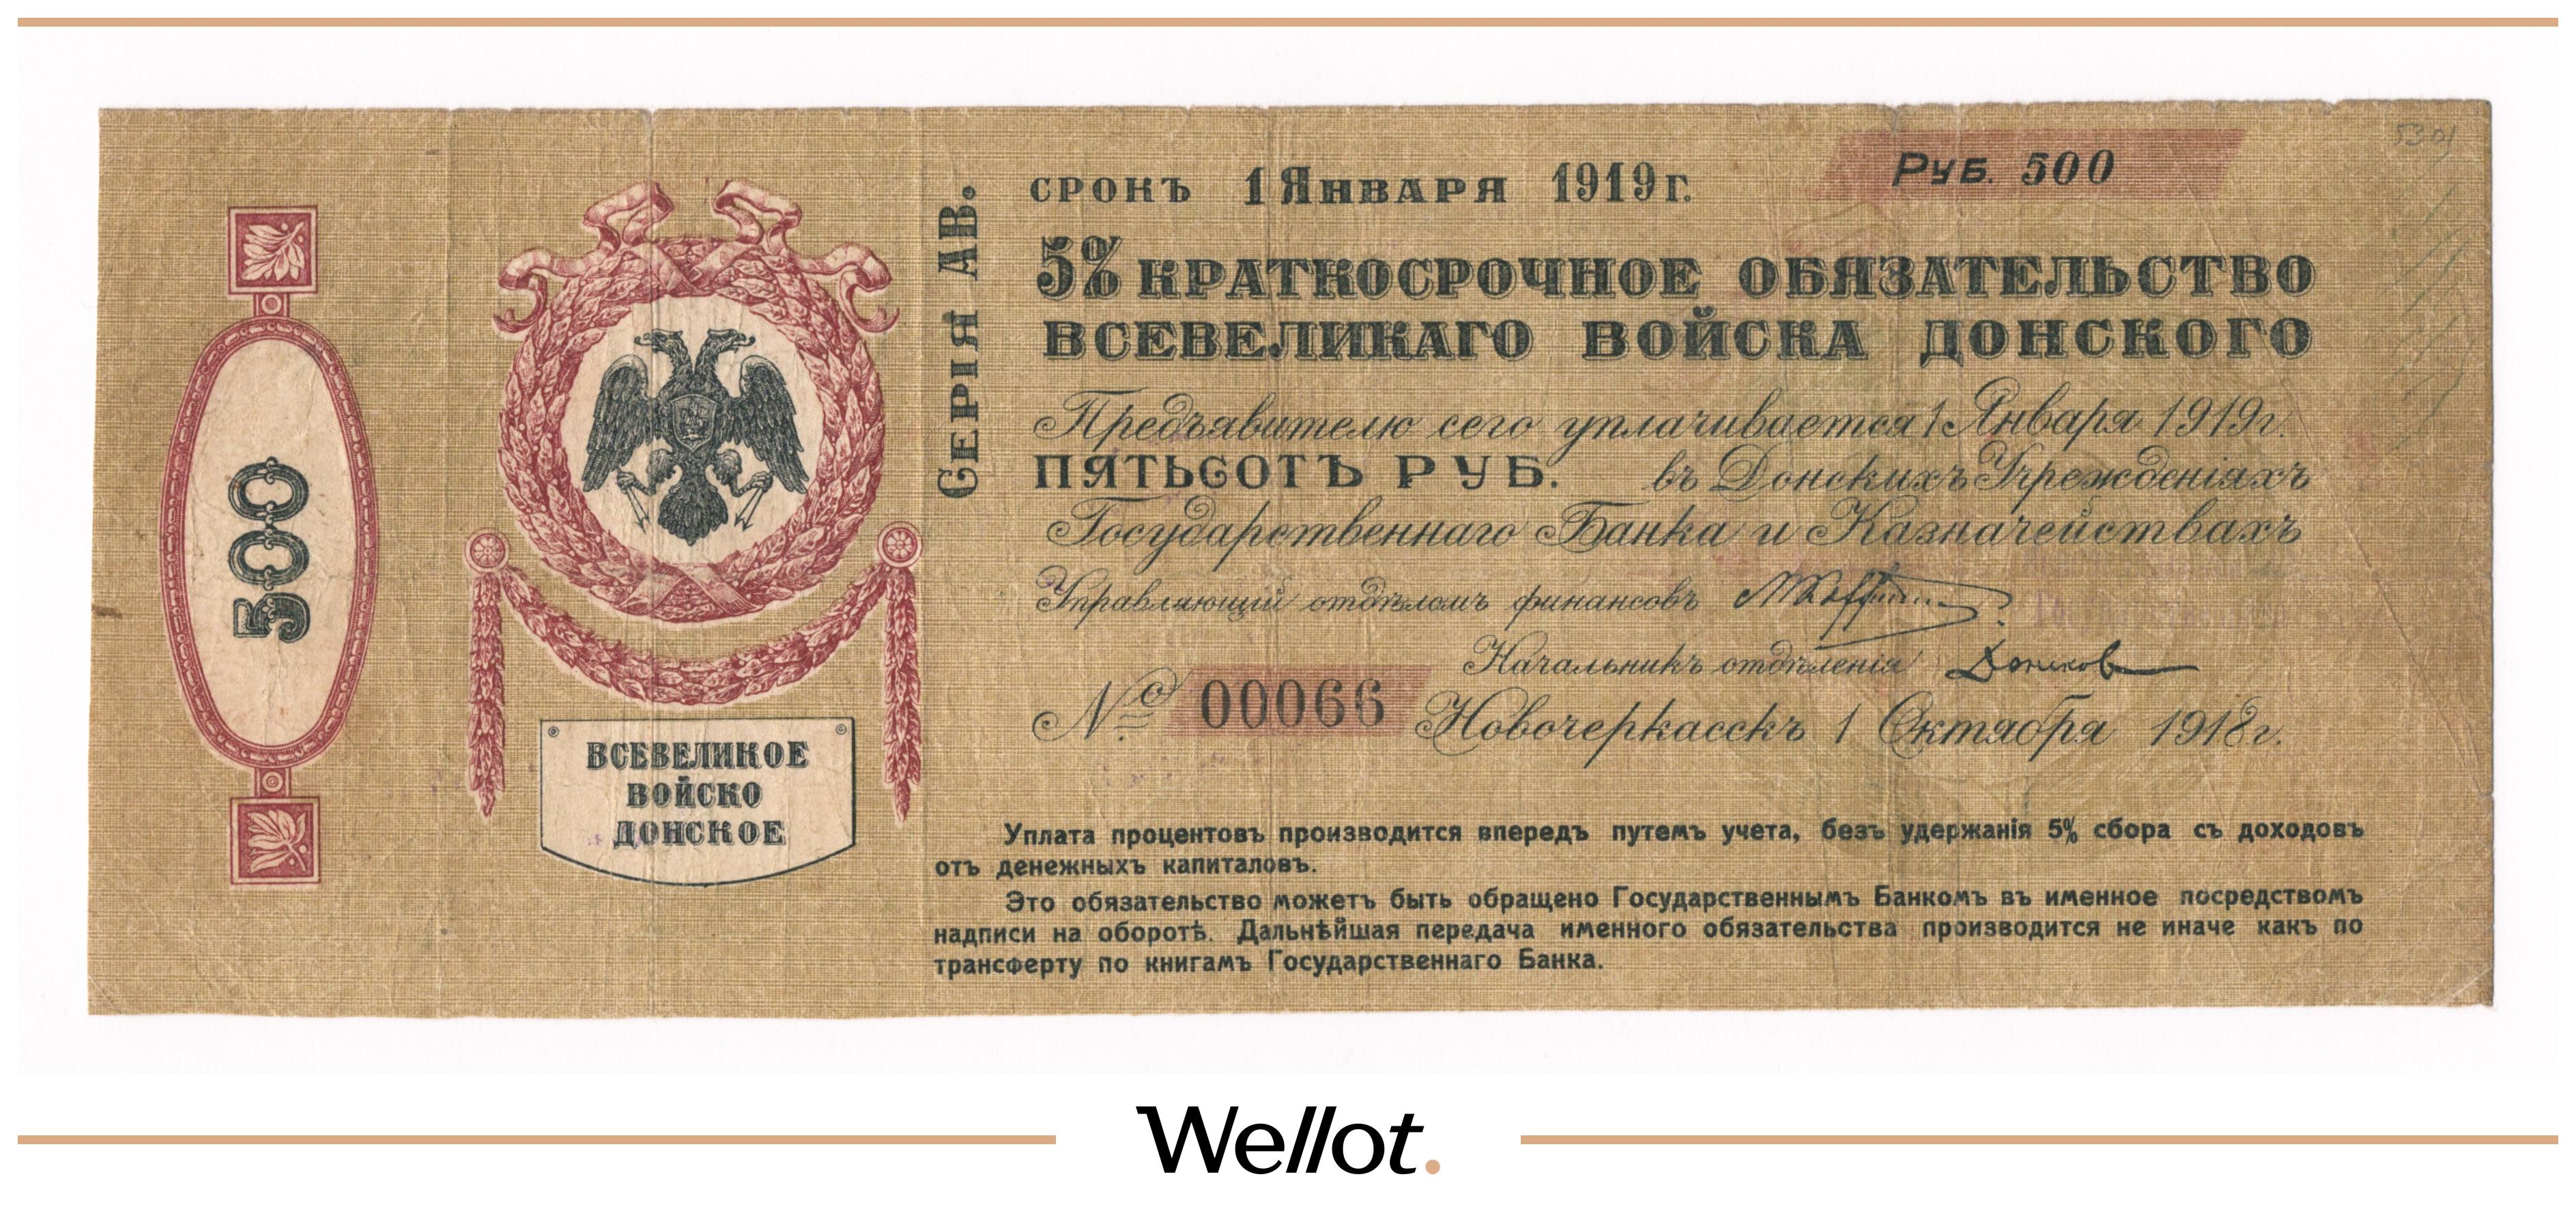 500
ВСЕВЕЛИКОЕ
ВОЙСКО
ДОНСКОЕ
Серія АВ.
срокъ 1 Января 1919 г.
Руб. 500
5% КРАТКОСРОЧНОЕ ОБЯЗАТЕЛЬСТВО
ВСЕВЕЛИКАГО ВОЙСКА ДОНСКОГО
Предъявителю сего уплачивается 1 Января 1919 г.
ПЯТЬСОТЪ РУБ. въ Донскихъ Учрежденіяхъ
Государственнаго Банка и Казначействахъ
Управляющій отдѣломъ финансовъ
Начальникъ отдѣленія Донсков
№ 00066 Новочеркасскъ 1 Октября 1918 г.
Уплата процентовъ производится впередъ путемъ учета, безъ удержанія 5% сбора съ доходовъ
отъ денежныхъ капиталовъ.
Это обязательство можетъ быть обращено Государственнымъ Банкомъ въ именное посредствомъ
надписи на оборотѣ. Дальнѣйшая передача именного обязательства производится не иначе какъ по
трансферту по книгамъ Государственнаго Банка.
Wellot.